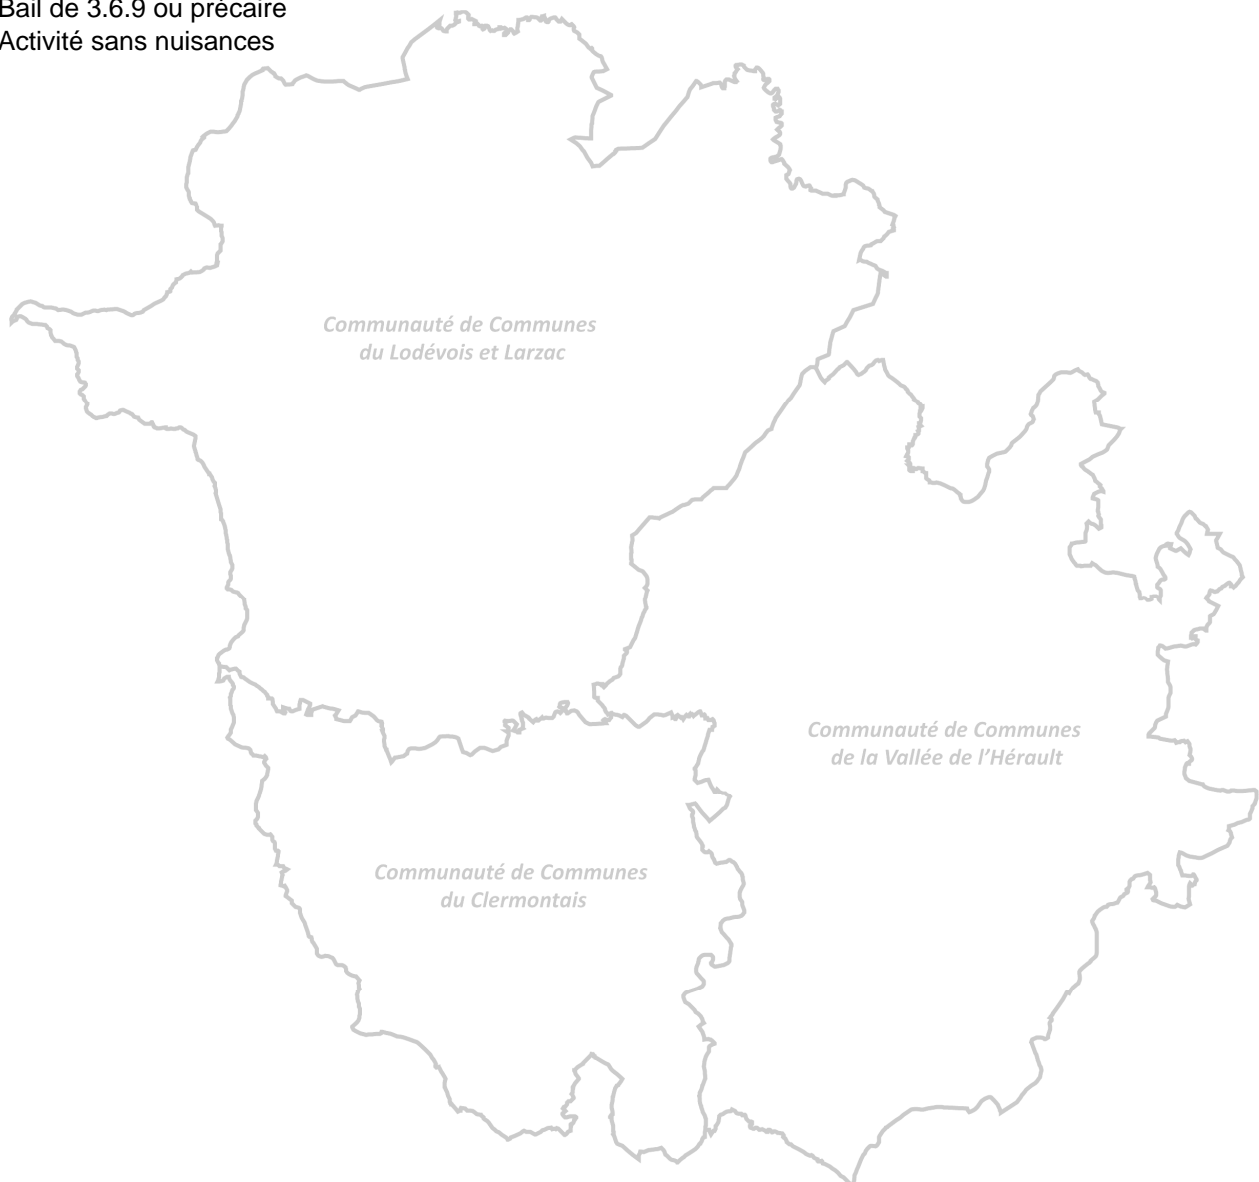 Bail de 3.6.9 ou précaire
Activité sans nuisances
Communauté de Communes
du Lodévois et Larzac
Communauté de Communes
de la Vallée de l’Hérault
Communauté de Communes
du Clermontais